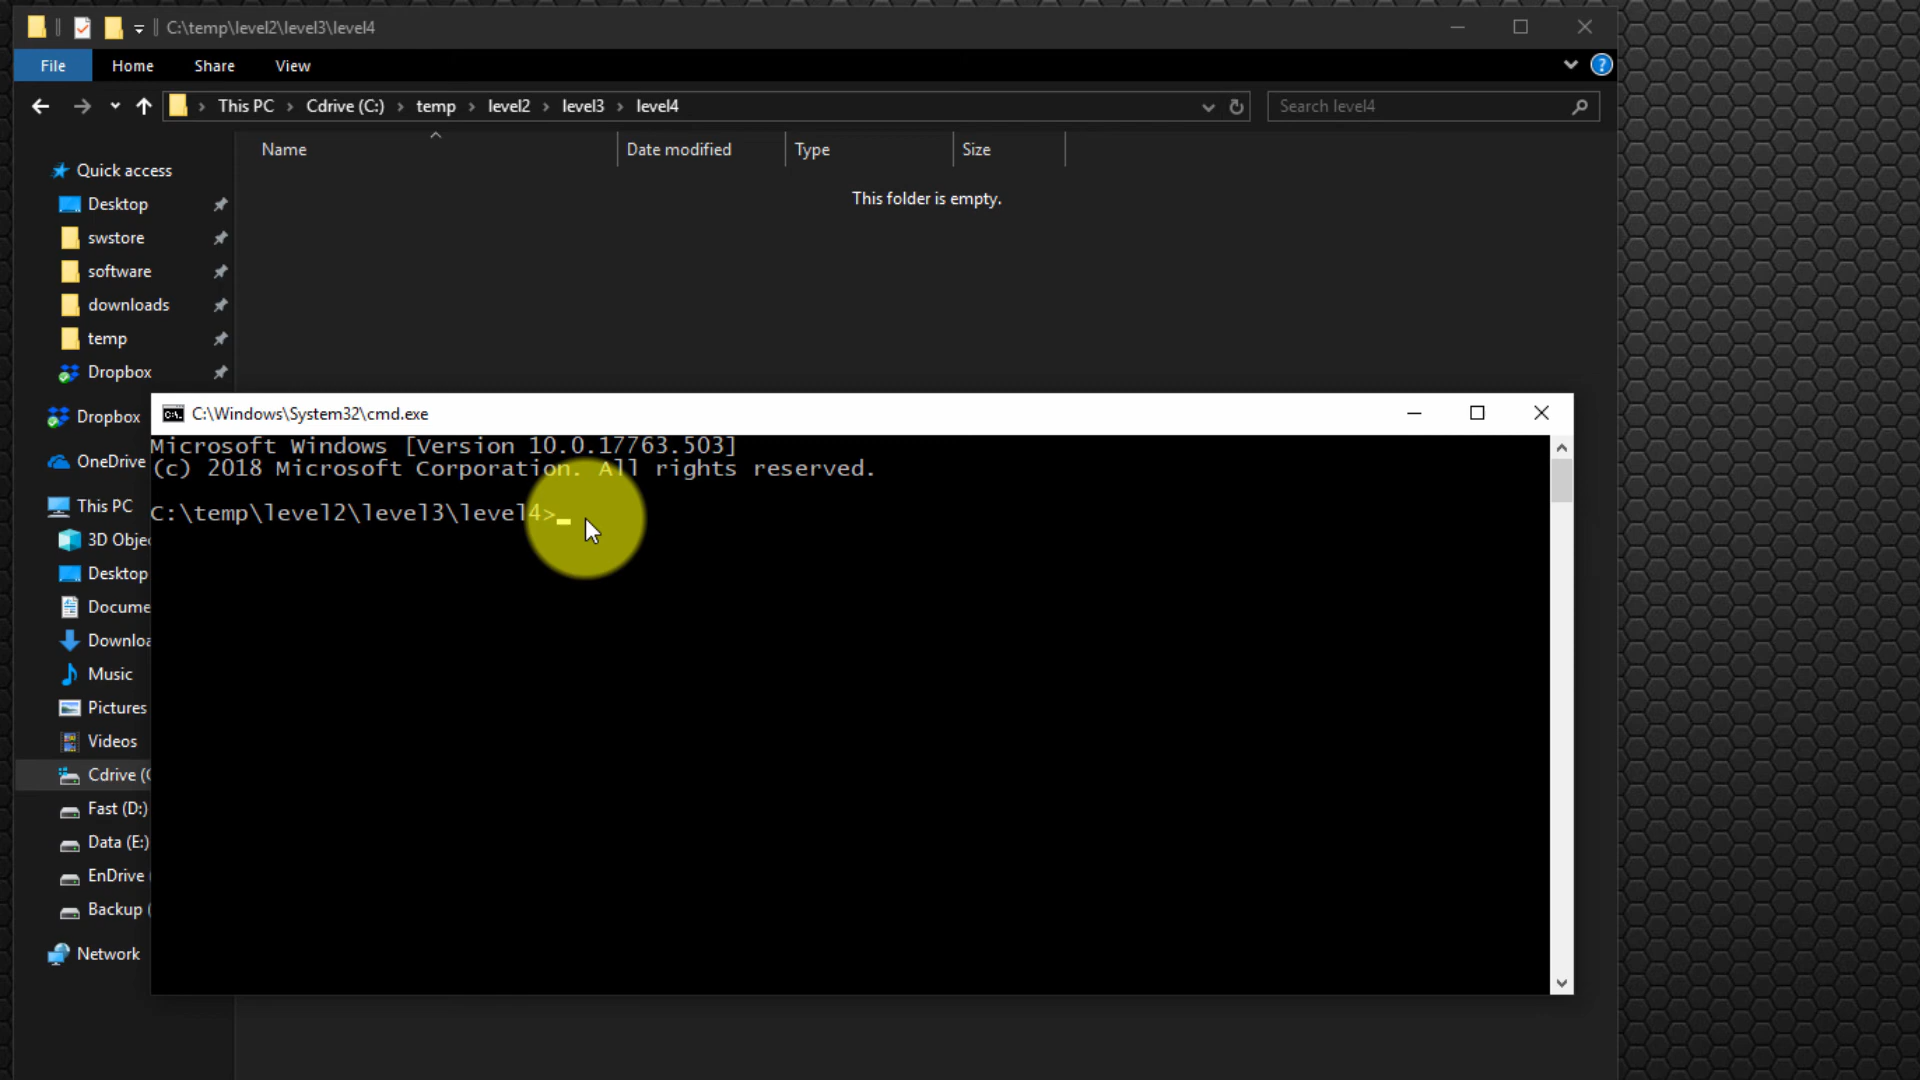 C:\temp\level2\level3\level4
File Home Share View
This PC Cdrive (C:) temp level2 level3 level4
Search level4
Name Date modified Type Size
This folder is empty.
Quick access
Desktop
swstore
software
downloads
temp
Dropbox
Dropbox
OneDrive
This PC
3D Objec
Desktop
Docume
Downloa
Music
Pictures
Videos
Cdrive (C
Fast (D:)
Data (E:)
EnDrive
Backup (
Network
C:\Windows\System32\cmd.exe
Microsoft Windows [Version 10.0.17763.503]
(c) 2018 Microsoft Corporation. All rights reserved.
C:\temp\level2\level3\level4>